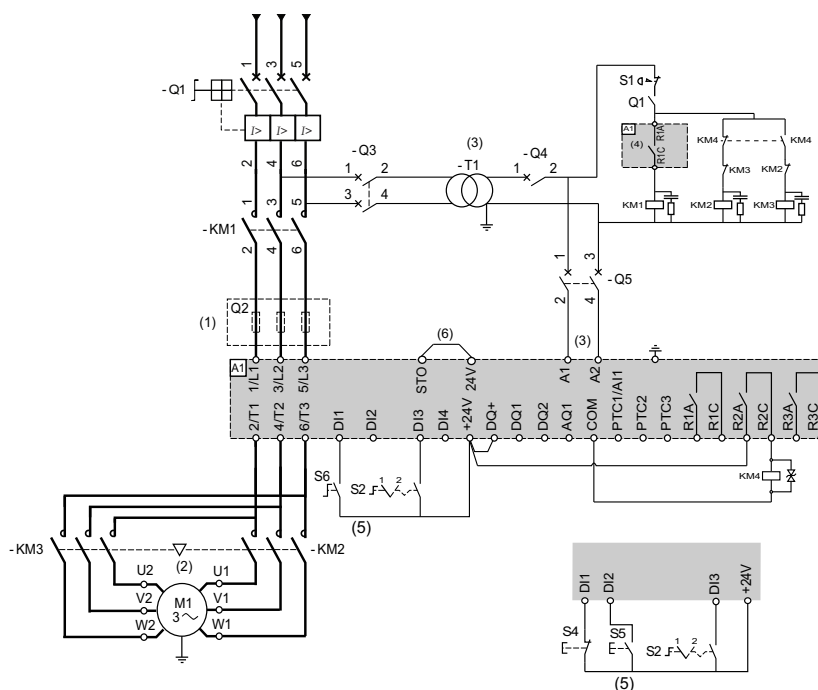 1 3 5
-Q1
I> I> I>
2 4 6
-Q3
1 2
3 4
(3)
-T1
-Q4
1 2
S1
Q1
A1
(4)
R1A
R1C
KM4 KM4
KM3 KM2
KM1 KM2 KM3
1 3 5
-KM1
2 4 6
1 3
-Q5
2 4
(1)
Q2
(6)
(3)
A1
1/L1 3/L2 5/L3 STO 24V A1 A2
2/T1 4/T2 6/T3 DI1 DI2 DI3 DI4 +24V DQ+ DQ1 DQ2 AQ1 COM PTC1/AI1 PTC2 PTC3 R1A R1C R2A R2C R3A R3C
S6
S2 1 2
KM4
(5)
-KM3
(2)
-KM2
U2 U1
V2 V1
W2 W1
M1
3
DI1 DI2 DI3 +24V
S4 S5 S2 1 2
(5)